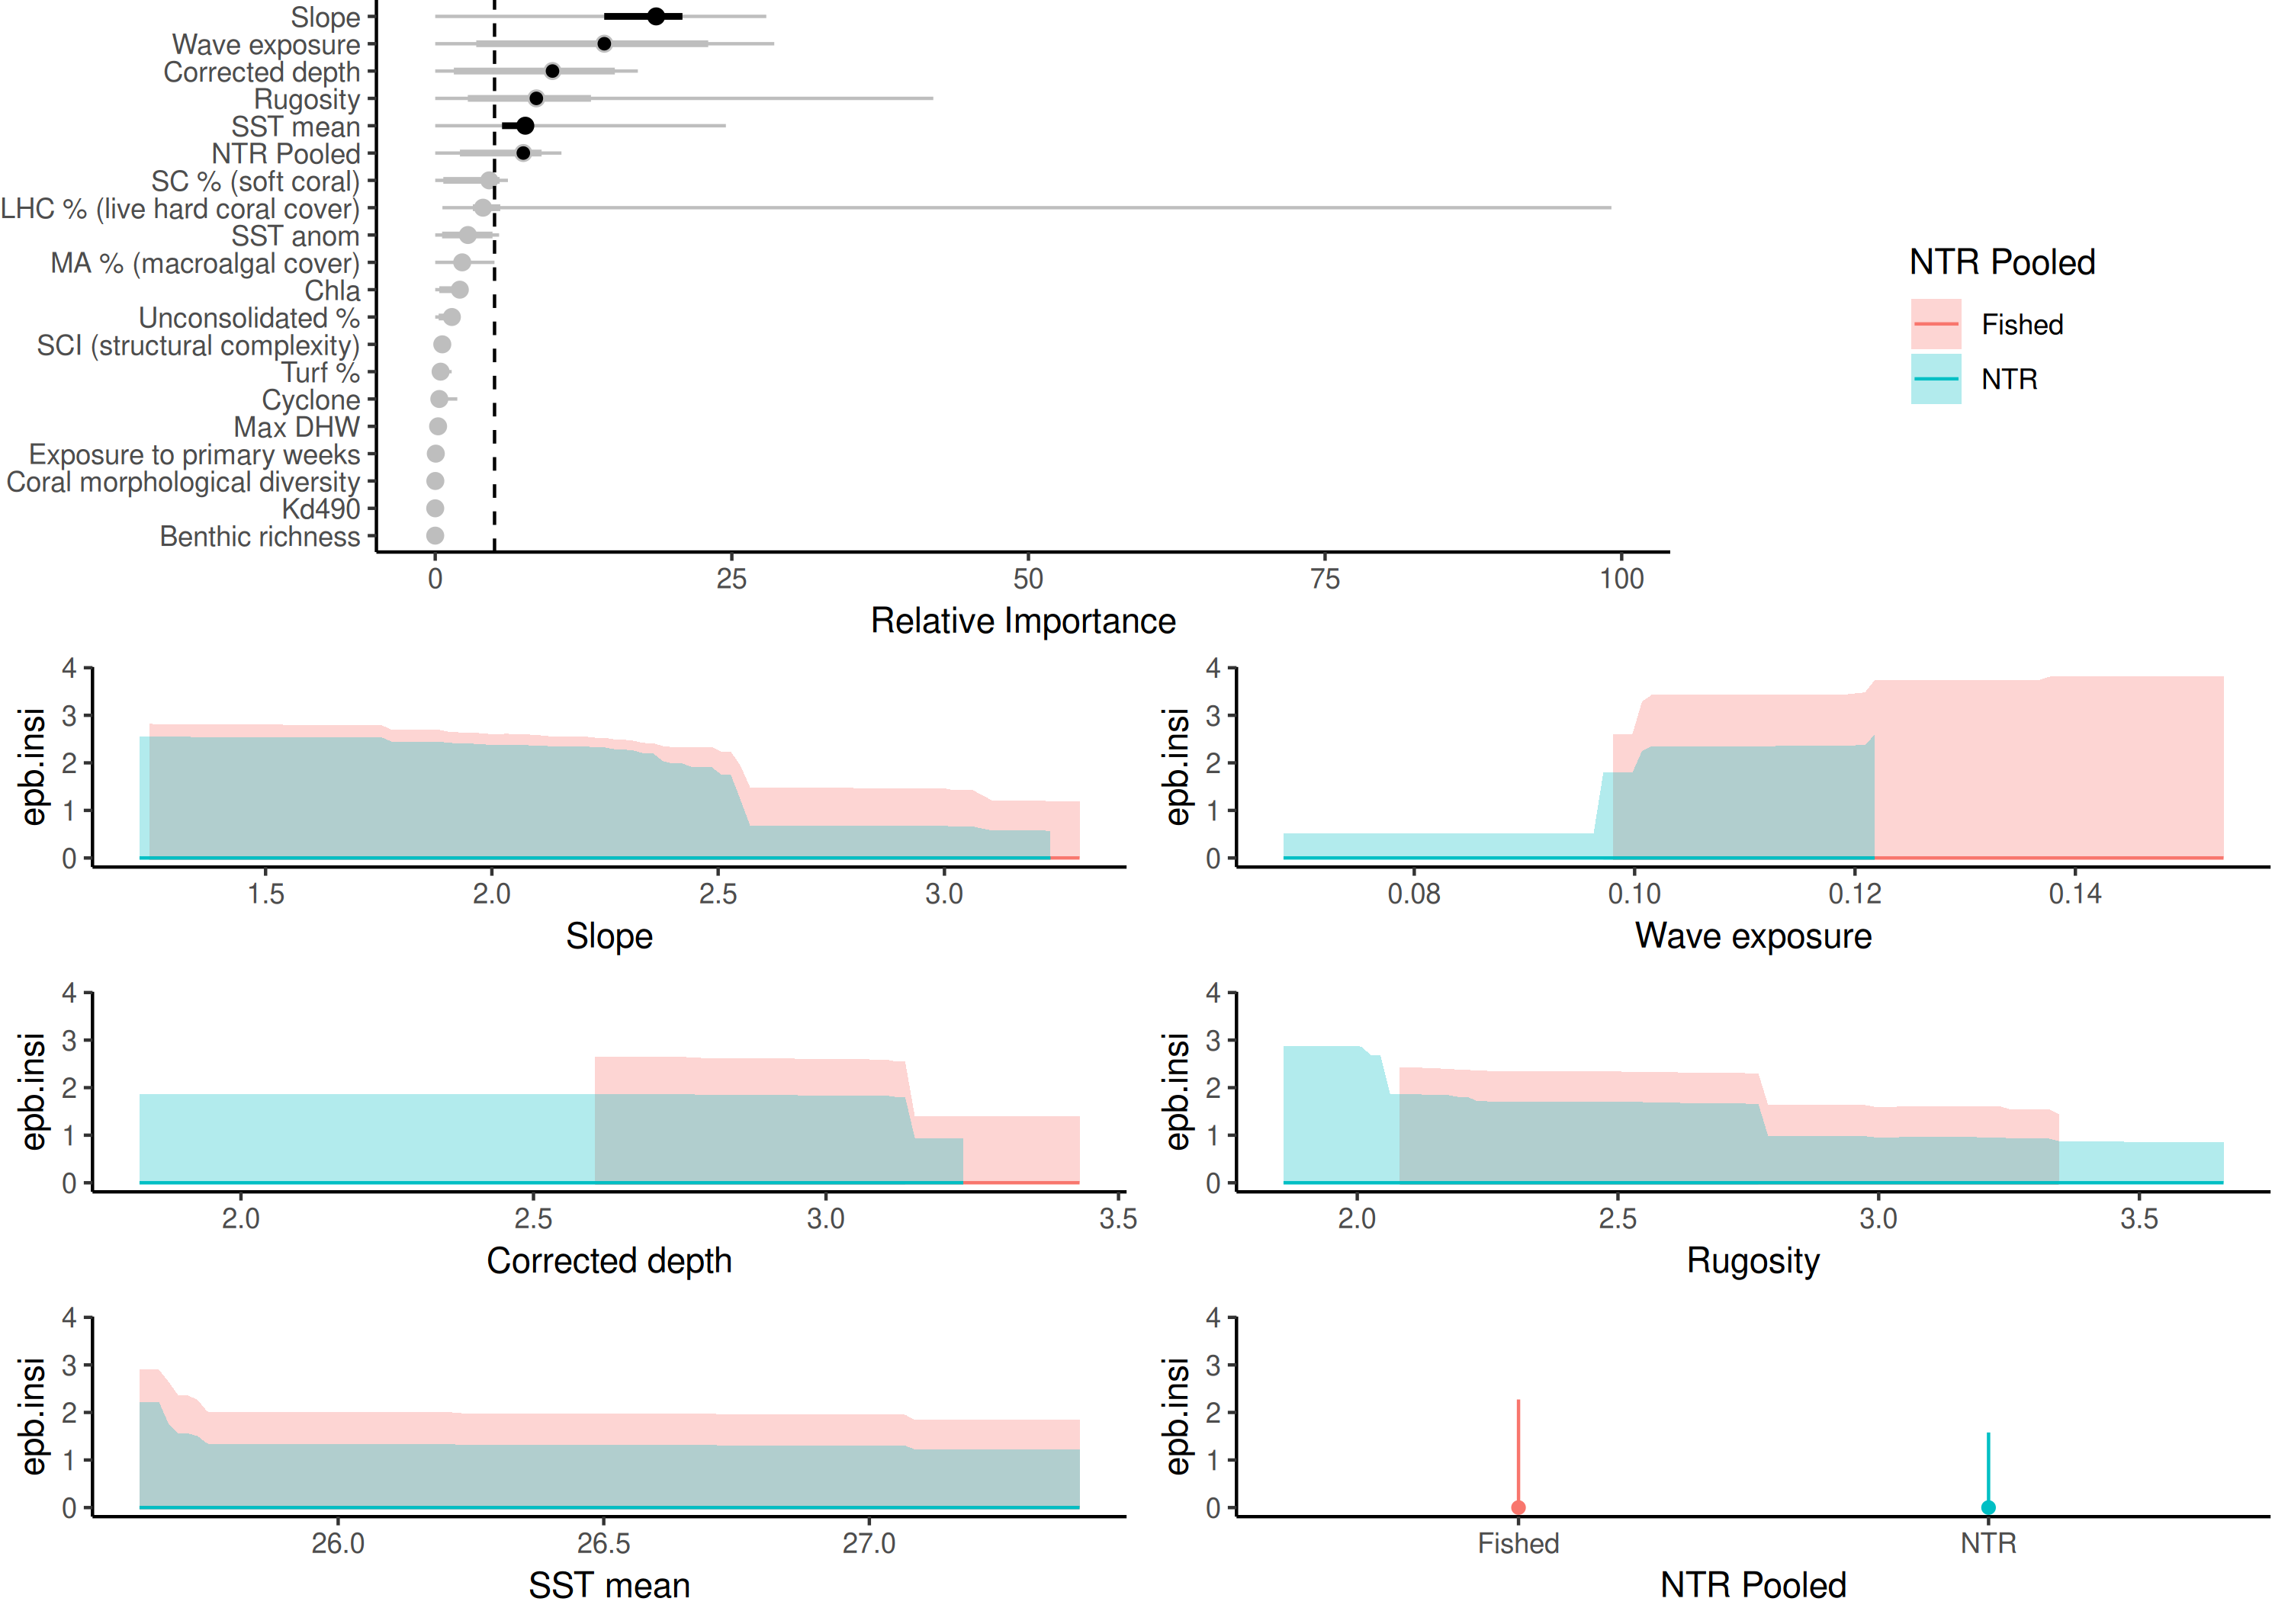 Slope
Wave exposure
Corrected depth
Rugosity
SST mean
NTR Pooled
SC % (soft coral)
LHC % (live hard coral cover)
SST anom
MA % (macroalgal cover)
Chla
Unconsolidated %
SCI (structural complexity)
Turf %
Cyclone
Max DHW
Exposure to primary weeks
Coral morphological diversity
Kd490
Benthic richness
0 25 50 75 100
Relative Importance
NTR Pooled
Fished
NTR
epb.insi
4
3
2
1
0
1.5 2.0 2.5 3.0
Slope
epb.insi
4
3
2
1
0
0.08 0.10 0.12 0.14
Wave exposure
epb.insi
4
3
2
1
0
2.0 2.5 3.0 3.5
Corrected depth
epb.insi
4
3
2
1
0
2.0 2.5 3.0 3.5
Rugosity
epb.insi
4
3
2
1
0
26.0 26.5 27.0
SST mean
epb.insi
4
3
2
1
0
Fished NTR
NTR Pooled